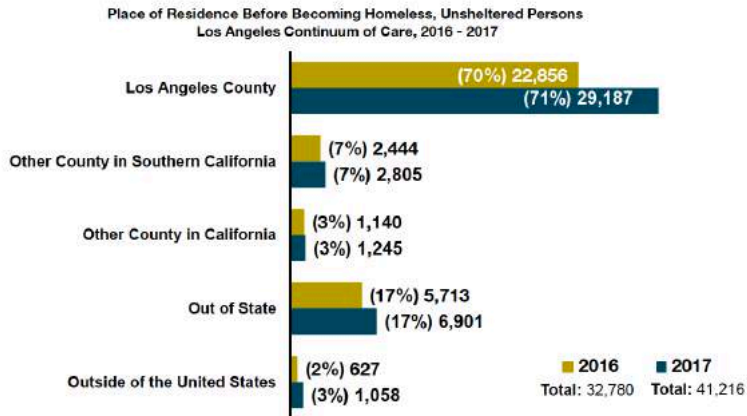 Place of Residence Before Becoming Homeless, Unsheltered Persons
Los Angeles Continuum of Care, 2016 - 2017
Los Angeles County
(70%) 22,856
(71%) 29,187
Other County in Southern California
(7%) 2,444
(7%) 2,805
Other County in California
(3%) 1,140
(3%) 1,245
Out of State
(17%) 5,713
(17%) 6,901
Outside of the United States
(2%) 627
(3%) 1,058
2016 2017
Total: 32,780 Total: 41,216